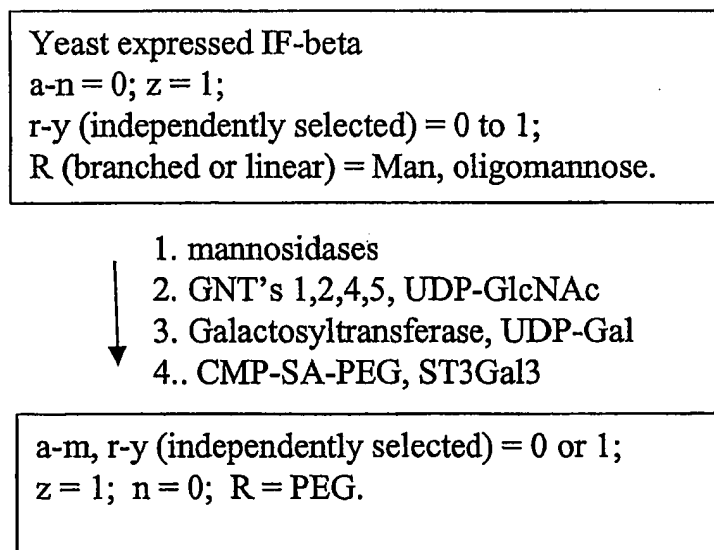 Yeast expressed IF-beta
a-n = 0; z = 1;
r-y (independently selected) = 0 to 1;
R (branched or linear) = Man, oligomannose.
1. mannosidases
2. GNT's 1,2,4,5, UDP-GlcNAc
3. Galactosyltransferase, UDP-Gal
4.. CMP-SA-PEG, ST3Gal3
a-m, r-y (independently selected) = 0 or 1;
z = 1; n = 0; R = PEG.